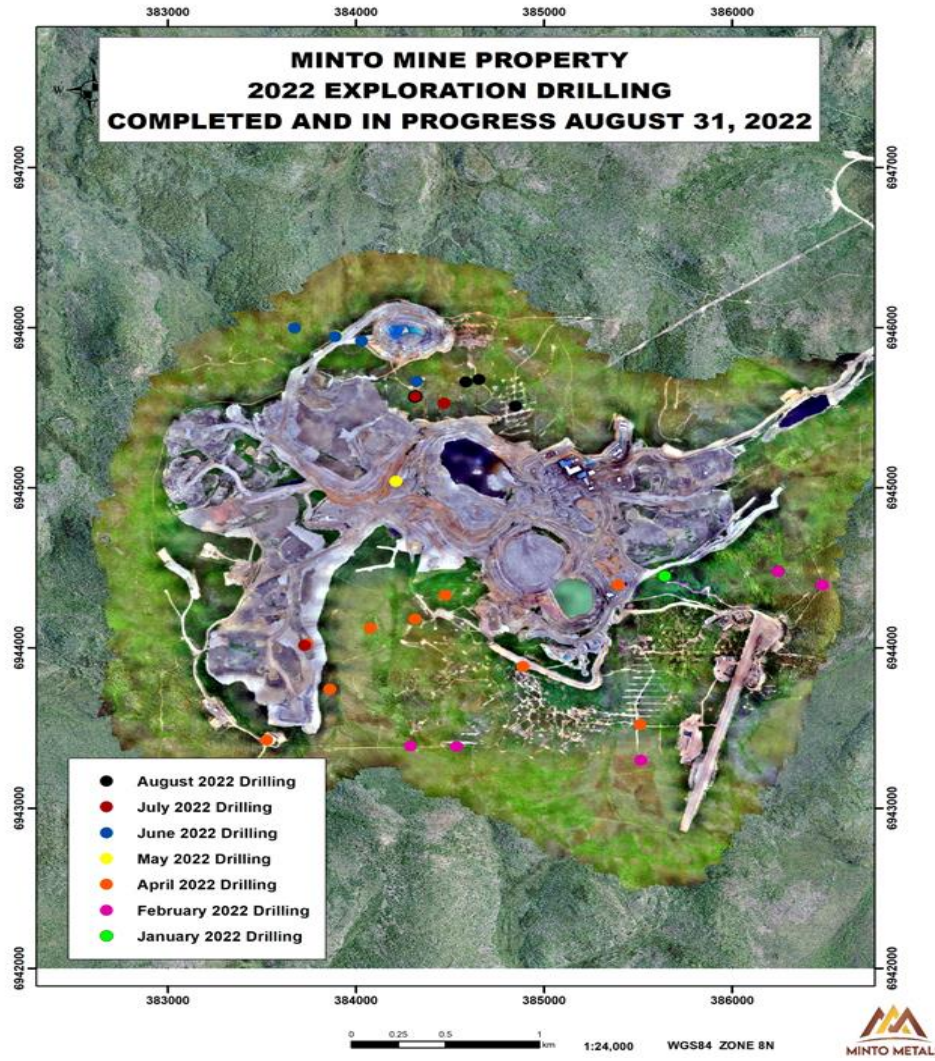 383000 384000 385000 386000
MINTO MINE PROPERTY
2022 EXPLORATION DRILLING
COMPLETED AND IN PROGRESS AUGUST 31, 2022
W
6947000 6947000
6946000 6946000
6945000 6945000
6944000 6944000
6943000 6943000
6942000 6942000
August 2022 Drilling
July 2022 Drilling
June 2022 Drilling
May 2022 Drilling
April 2022 Drilling
February 2022 Drilling
January 2022 Drilling
383000 384000 385000 386000
0 0.25 0.5 1
km
1:24,000 WGS84 ZONE 8N
MINTO METALS